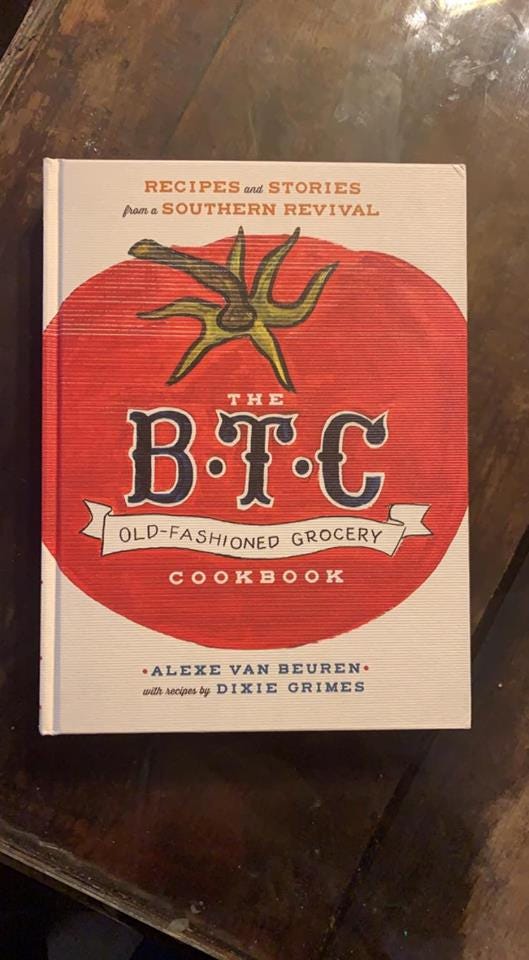 RECIPES and STORIES
from a SOUTHERN REVIVAL
THE
B·T·C
OLD-FASHIONED GROCERY
COOKBOOK
•ALEXE VAN BEUREN•
with recipes by DIXIE GRIMES